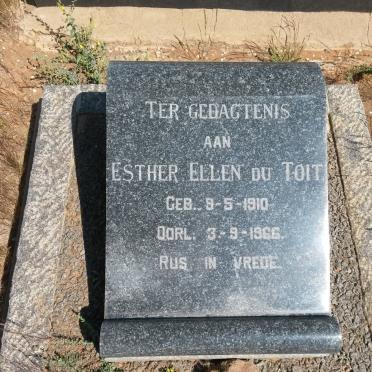 TER GEDAGTENIS
AAN
ESTHER ELLEN DU TOIT
GEB. 9-5-1910
OORL. 3-9-1966.
RUS IN VREDE.